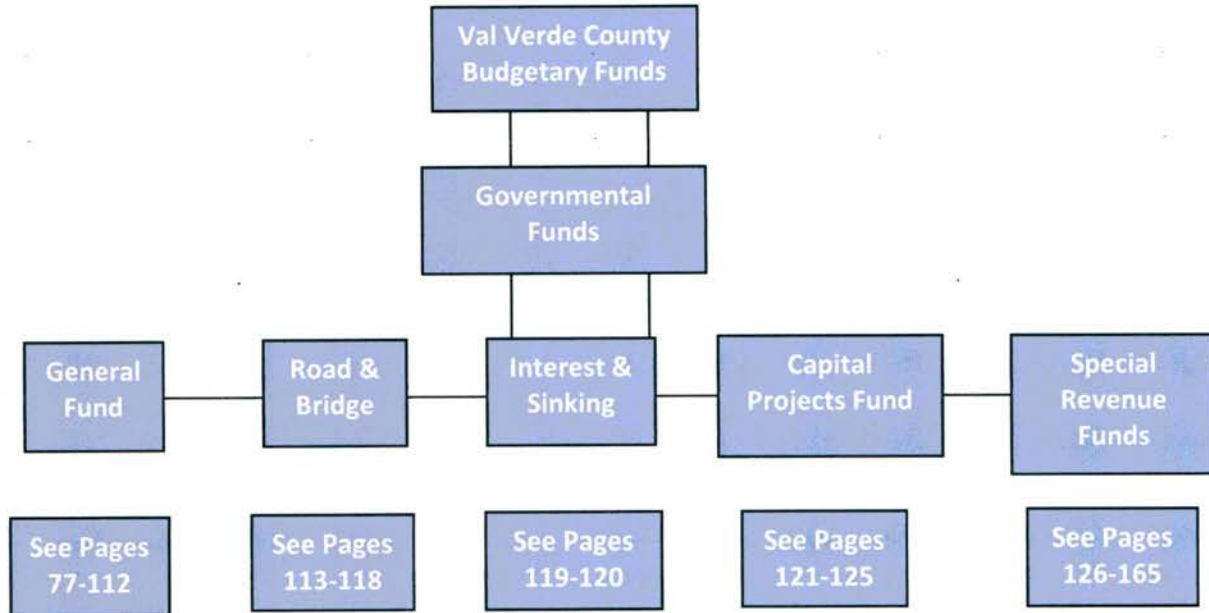 Val Verde County
Budgetary Funds
Governmental
Funds
General
Fund
Road &
Bridge
Interest &
Sinking
Capital
Projects Fund
Special
Revenue
Funds
See Pages
77-112
See Pages
113-118
See Pages
119-120
See Pages
121-125
See Pages
126-165